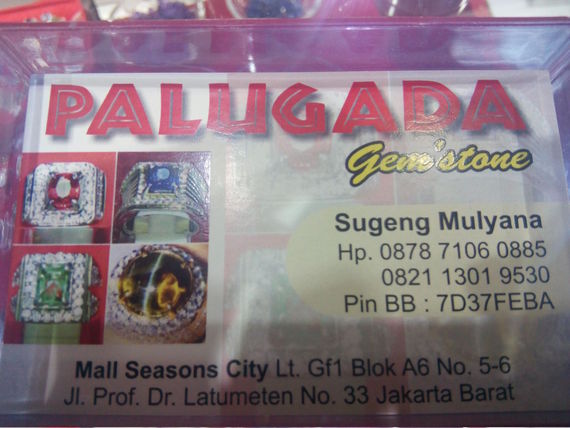 PALUGADA
Gem'stone
Sugeng Mulyana
Hp. 0878 7106 0885
0821 1301 9530
Pin BB : 7D37FEBA
Mall Seasons City Lt. Gf1 Blok A6 No. 5-6
Jl. Prof. Dr. Latumeten No. 33 Jakarta Barat